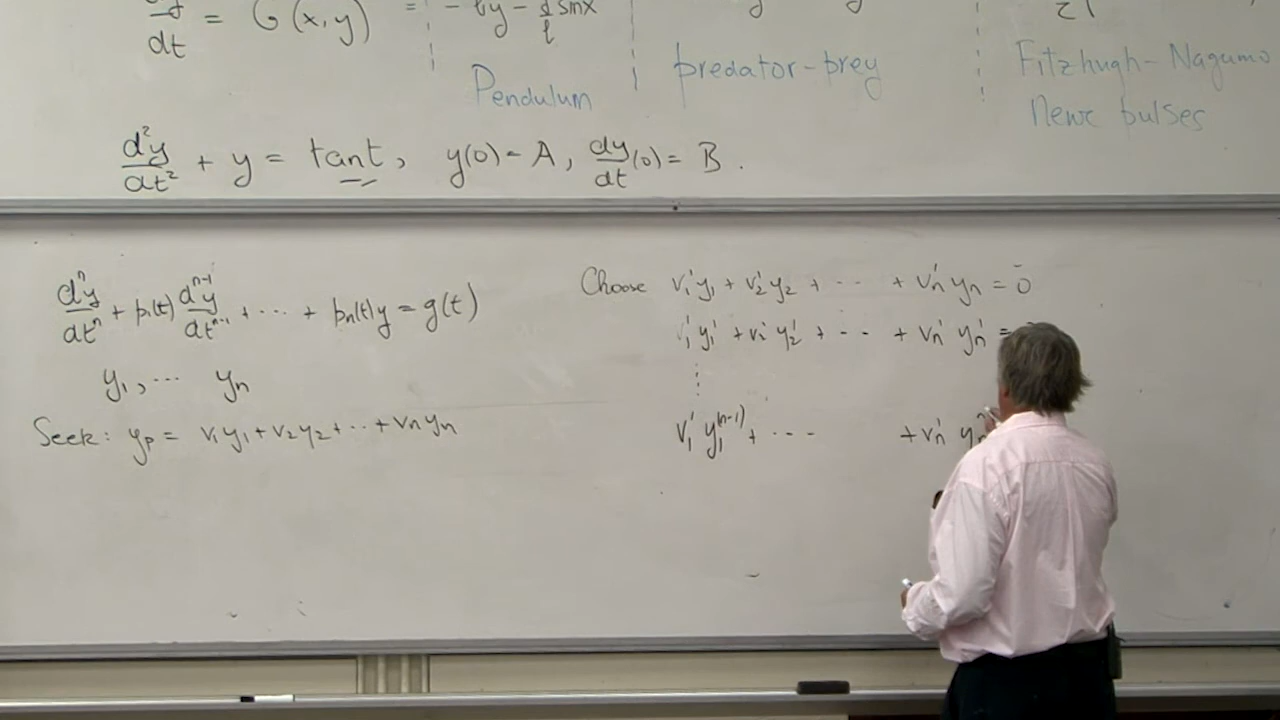 dt = G(x,y) = - by - g/l sinx
Pendulum
predator-prey
Fitzhugh-Nagumo
Nerve pulses
d²y/dt² + y = tant, y(0) = A, dy/dt(0) = B.
dⁿy/dtⁿ + p₁(t) dⁿ⁻¹y/dtⁿ⁻¹ + ... + pₙ(t)y = g(t)
y₁, ... yₙ
Seek: yₚ = v₁y₁ + v₂y₂ + ... + vₙyₙ
Choose v₁'y₁ + v₂'y₂ + ... + vₙ'yₙ = 0
v₁'y₁' + v₂'y₂' + ... + vₙ'yₙ' =
⋮
v₁'y₁⁽ⁿ⁻¹⁾ + ... + vₙ'yₙ